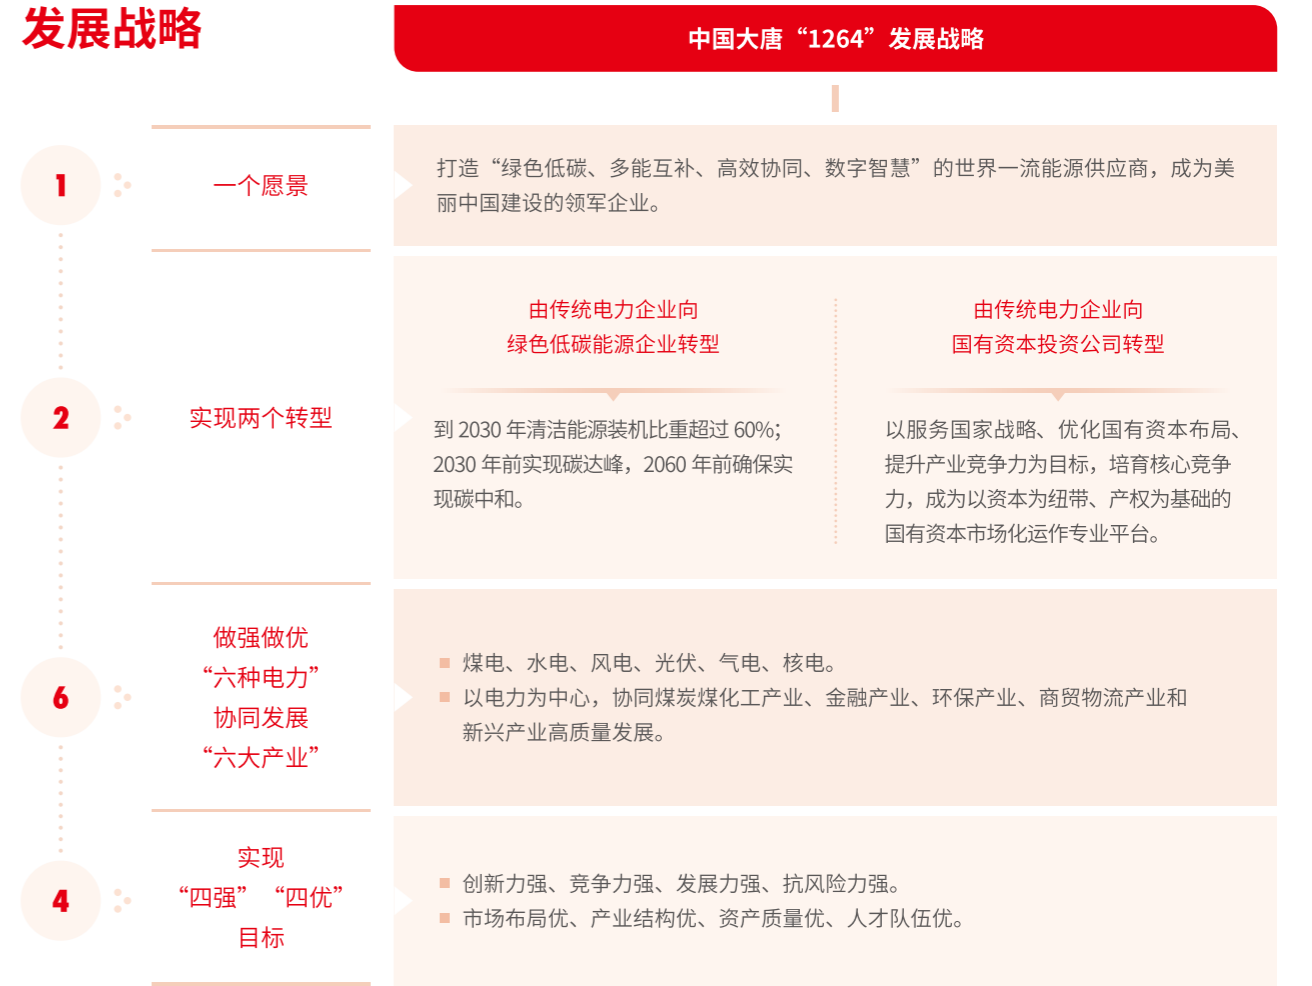 发展战略
中国大唐“1264”发展战略
1
一个愿景
打造“绿色低碳、多能互补、高效协同、数字智慧”的世界一流能源供应商，成为美
丽中国建设的领军企业。
2
实现两个转型
由传统电力企业向
绿色低碳能源企业转型
到 2030 年清洁能源装机比重超过 60%；
2030 年前实现碳达峰，2060 年前确保实
现碳中和。
由传统电力企业向
国有资本投资公司转型
以服务国家战略、优化国有资本布局、
提升产业竞争力为目标，培育核心竞争
力，成为以资本为纽带、产权为基础的
国有资本市场化运作专业平台。
6
做强做优
“六种电力”
协同发展
“六大产业”
煤电、水电、风电、光伏、气电、核电。
以电力为中心，协同煤炭煤化工产业、金融产业、环保产业、商贸物流产业和
新兴产业高质量发展。
4
实现
“四强” “四优”
目标
创新力强、竞争力强、发展力强、抗风险力强。
市场布局优、产业结构优、资产质量优、人才队伍优。